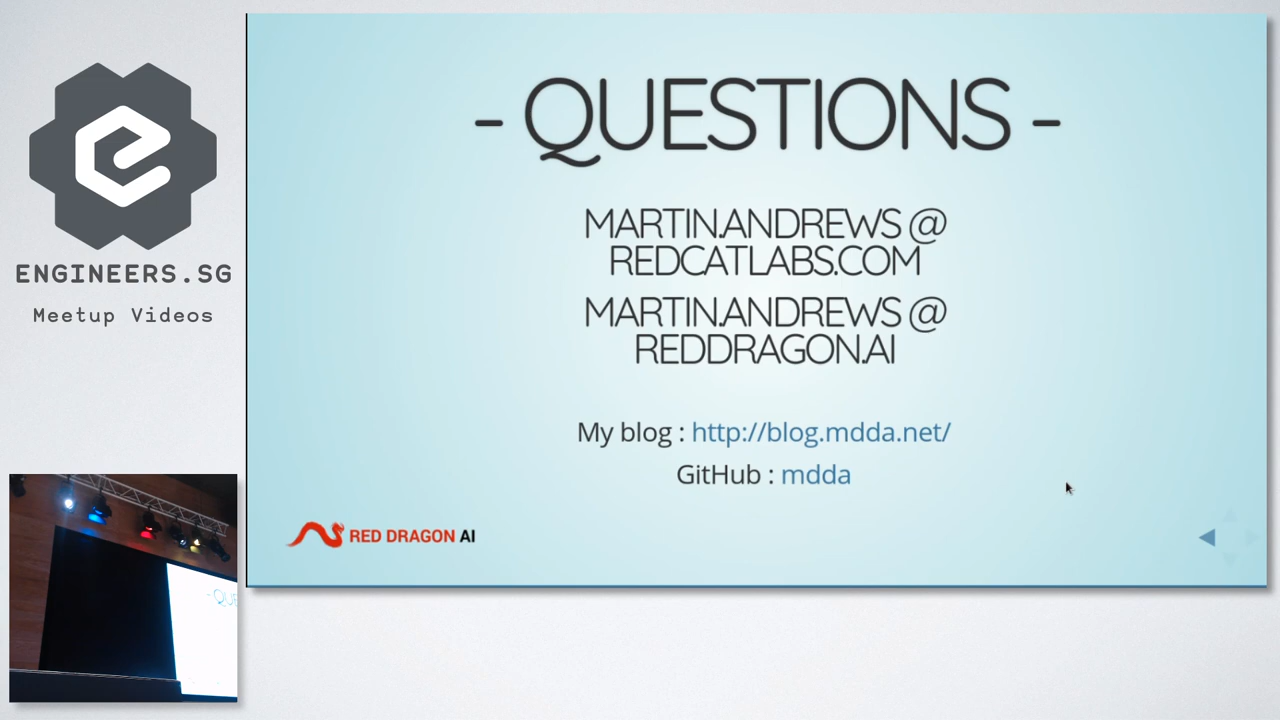 ENGINEERS.SG
Meetup Videos
- QUESTIONS -
MARTIN.ANDREWS @
REDCATLABS.COM
MARTIN.ANDREWS @
REDDRAGON.AI
My blog : http://blog.mdda.net/
GitHub : mdda
RED DRAGON AI
- QUE